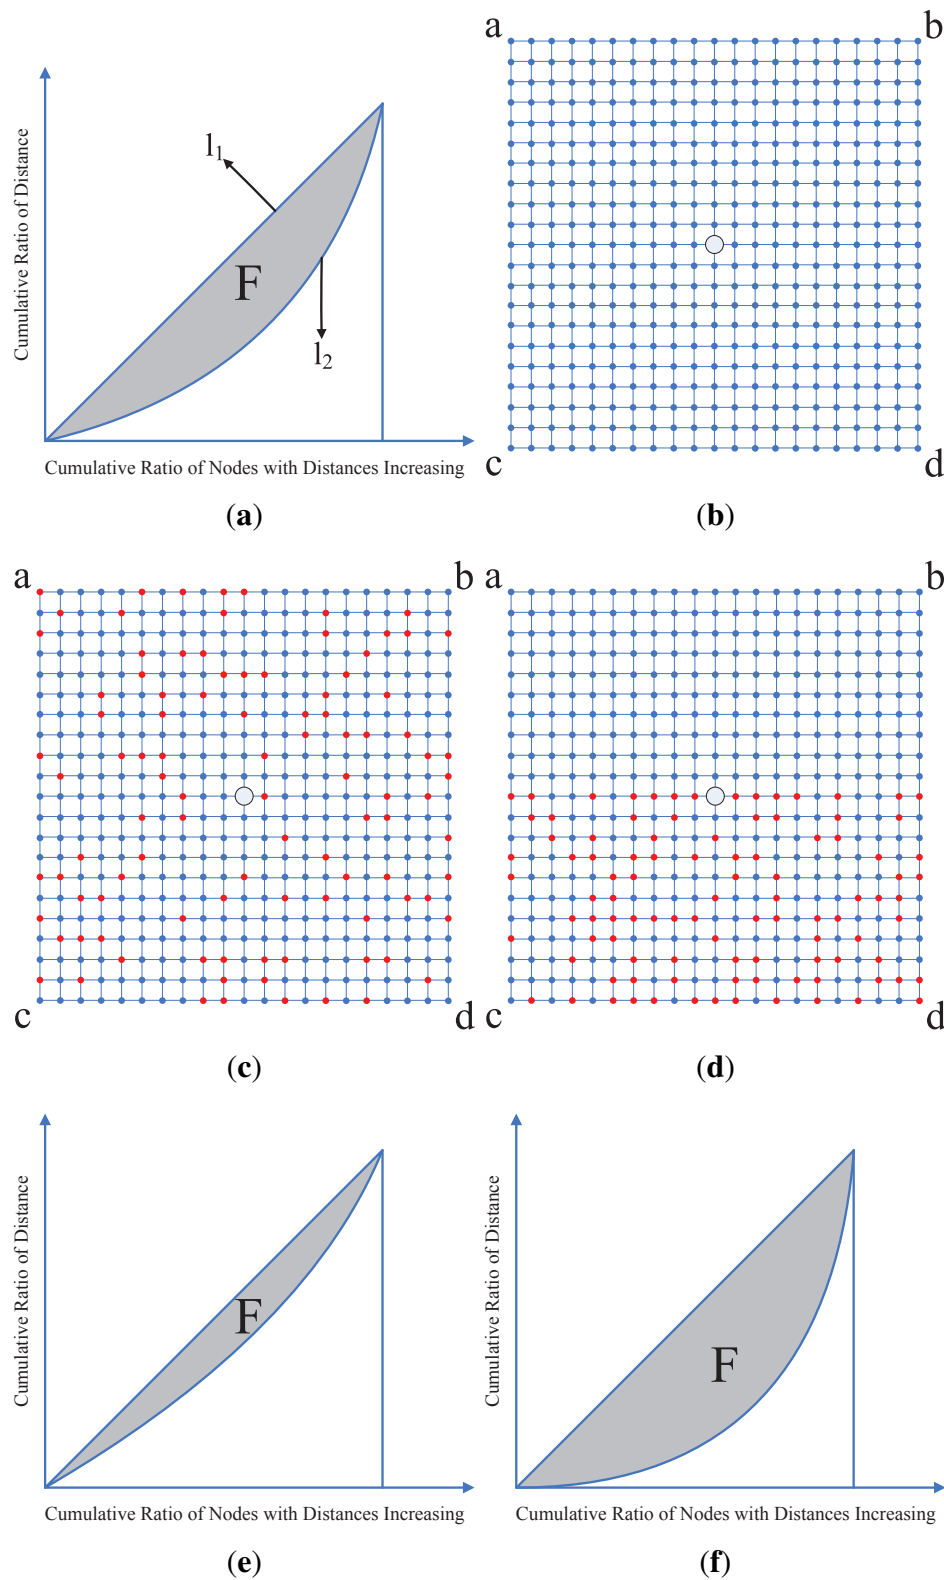 a b
Cumulative Ratio of Distance
l1
F
l2
Cumulative Ratio of Nodes with Distances Increasing
c d
(a) (b)
a b a
c d c d
(c) (d)
Cumulative Ratio of Distance
F
Cumulative Ratio of Nodes with Distances Increasing
Cumulative Ratio of Distance
F
Cumulative Ratio of Nodes with Distances Increasing
(e) (f)